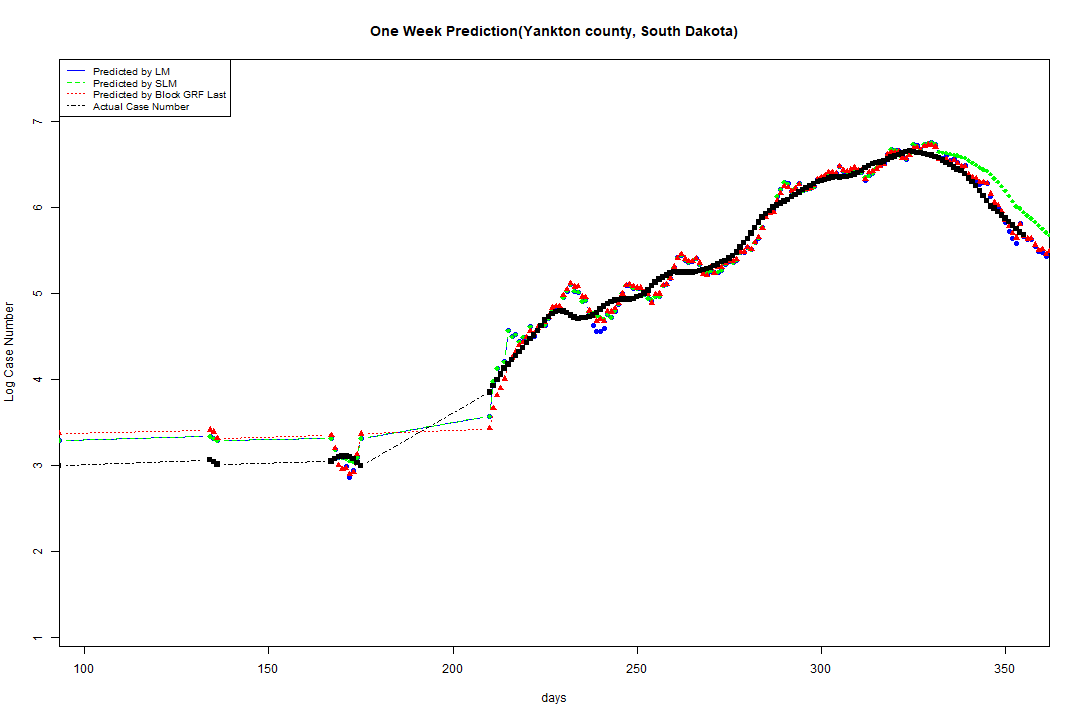 One Week Prediction(Yankton county, South Dakota)
Predicted by LM
Predicted by SLM
Predicted by Block GRF Last
Actual Case Number
7
6
5
4
3
2
1
Log Case Number
100 150 200 250 300 350
days